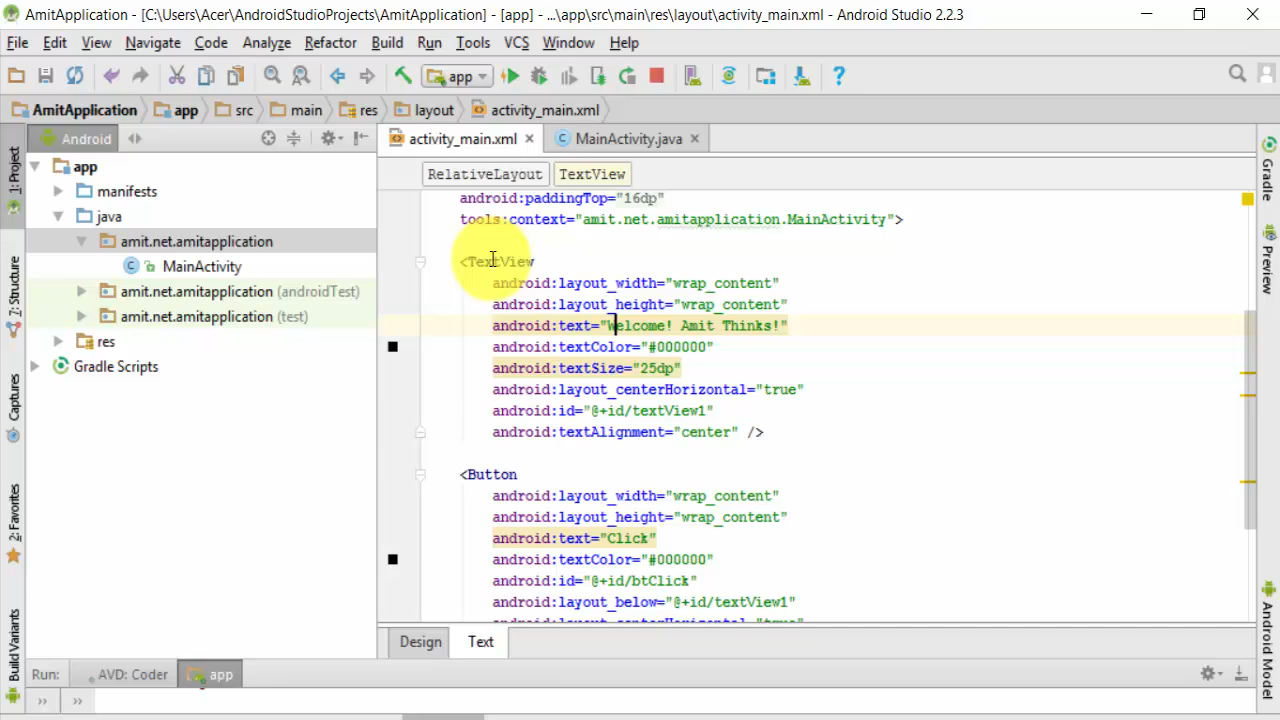 AmitApplication - [C:\Users\Acer\AndroidStudioProjects\AmitApplication] - [app] - ...\app\src\main\res\layout\activity_main.xml - Android Studio 2.2.3
File Edit View Navigate Code Analyze Refactor Build Run Tools VCS Window Help
app
AmitApplication app src main res layout activity_main.xml
Android
activity_main.xml MainActivity.java
RelativeLayout TextView
1: Project
7: Structure
Captures
2: Favorites
Build Variants
app
manifests
java
amit.net.amitapplication
MainActivity
amit.net.amitapplication (androidTest)
amit.net.amitapplication (test)
res
Gradle Scripts
android:paddingTop="16dp"
tools:context="amit.net.amitapplication.MainActivity">
<TextView
android:layout_width="wrap_content"
android:layout_height="wrap_content"
android:text="Welcome! Amit Thinks!"
android:textColor="#000000"
android:textSize="25dp"
android:layout_centerHorizontal="true"
android:id="@+id/textView1"
android:textAlignment="center" />
<Button
android:layout_width="wrap_content"
android:layout_height="wrap_content"
android:text="Click"
android:textColor="#000000"
android:id="@+id/btClick"
android:layout_below="@+id/textView1"
android:layout_centerHorizontal="true"
Design Text
Gradle
Preview
Android Model
Run: AVD: Coder app